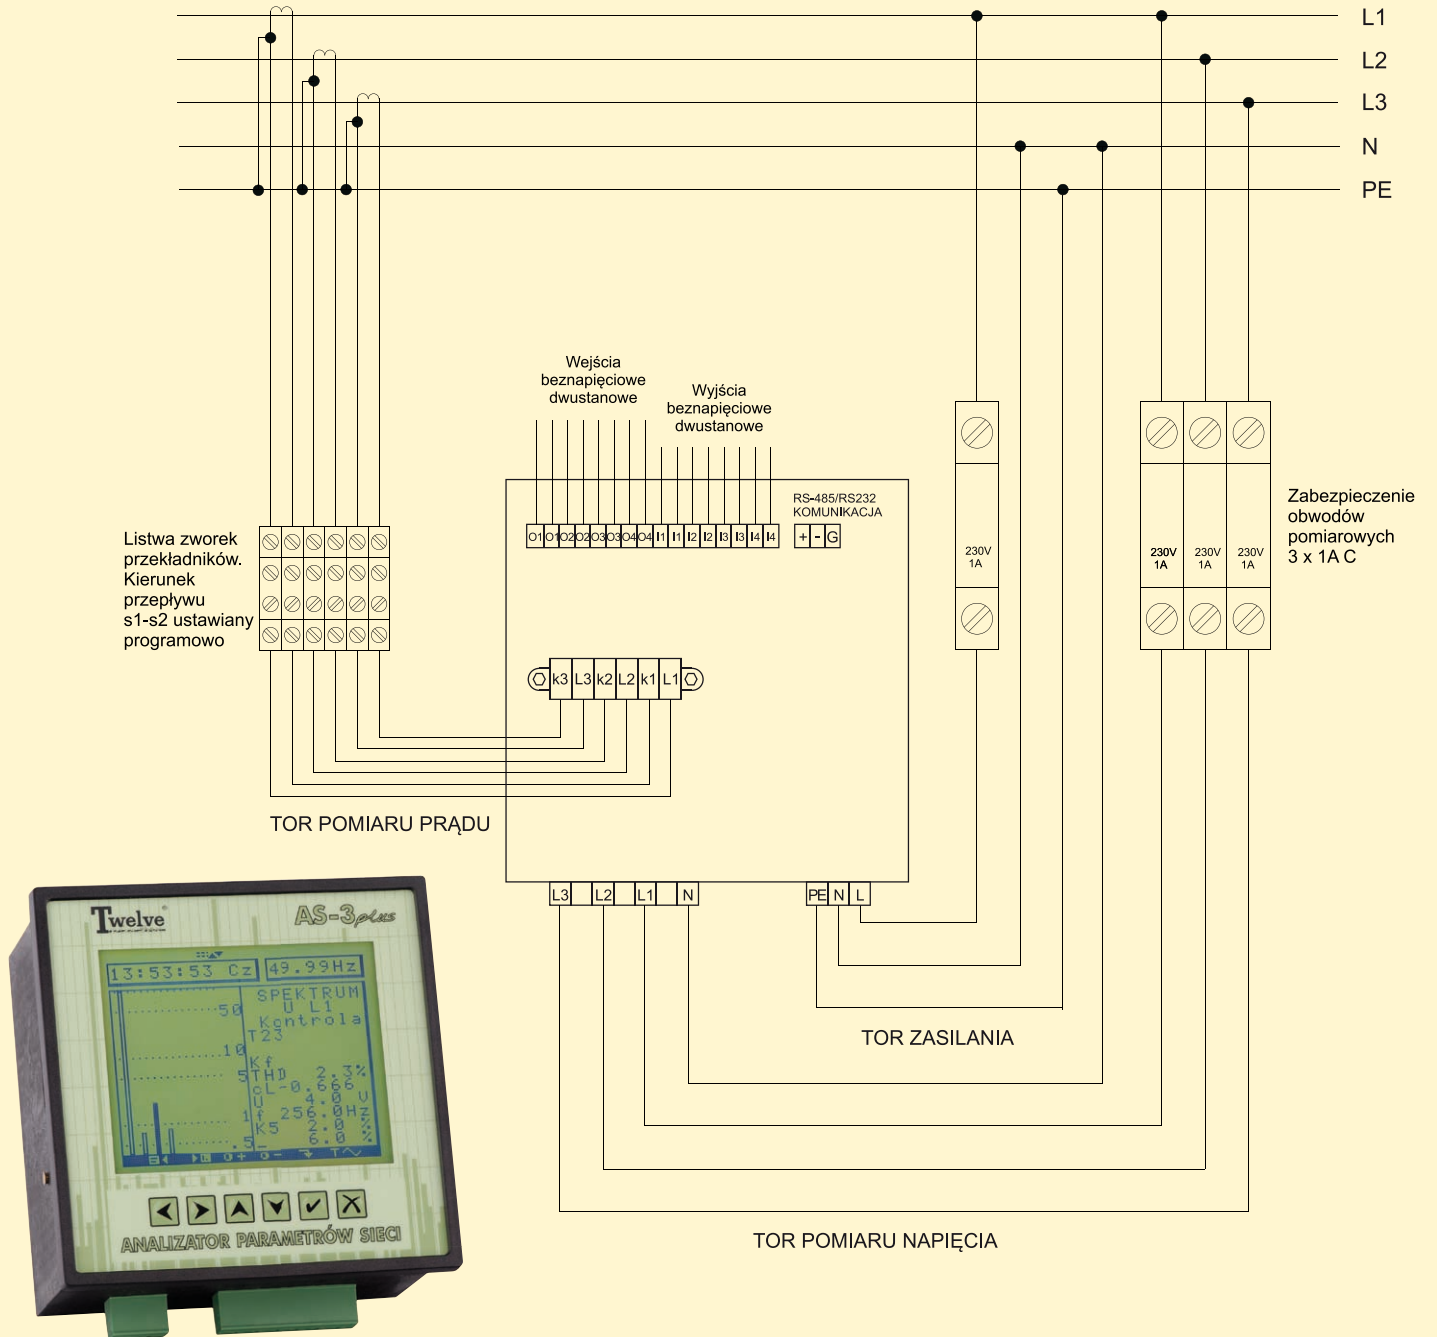 L1
L2
L3
N
PE
Wejścia
beznapięciowe
dwustanowe
Wyjścia
beznapięciowe
dwustanowe
RS-485/RS232
KOMUNIKACJA
O1 O1 O2 O2 O3 O3 O4 O4 I1 I1 I2 I2 I3 I3 I4 I4
+ - G
230V
1A
230V
1A
230V
1A
230V
1A
Zabezpieczenie
obwodów
pomiarowych
3 x 1A C
Listwa zworek
przekładników.
Kierunek
przepływu
s1-s2 ustawiany
programowo
k3 L3 k2 L2 k1 L1
TOR POMIARU PRĄDU
L3 L2 L1 N
PE N L
TOR ZASILANIA
TOR POMIARU NAPIĘCIA
Twelve
AS-3 plus
13:53:53 Cz 49.99Hz
SPEKTRUM
U L1
Kontrola
T23
50
10
5
1
.5
Kf
THD 2.3%
cL-0.666
U 4.0 V
f 256.0Hz
K5 2.0 %
6.0 %
ANALIZATOR PARAMETRÓW SIECI